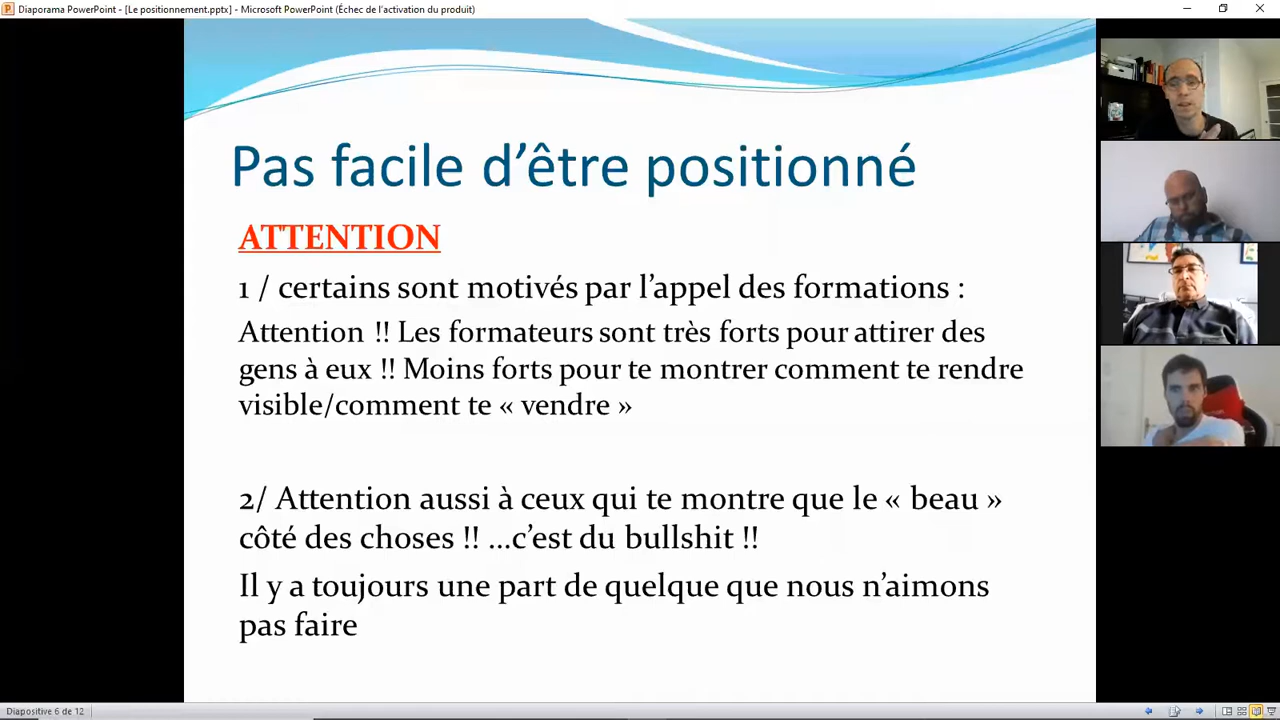 Diaporama PowerPoint - [Le positionnement.pptx] - Microsoft PowerPoint (Échec de l'activation du produit)
Pas facile d’être positionné
ATTENTION
1 / certains sont motivés par l’appel des formations :
Attention !! Les formateurs sont très forts pour attirer des
gens à eux !! Moins forts pour te montrer comment te rendre
visible/comment te « vendre »
2/ Attention aussi à ceux qui te montre que le « beau »
côté des choses !! …c’est du bullshit !!
Il y a toujours une part de quelque que nous n’aimons
pas faire
Diapositive 6 de 12